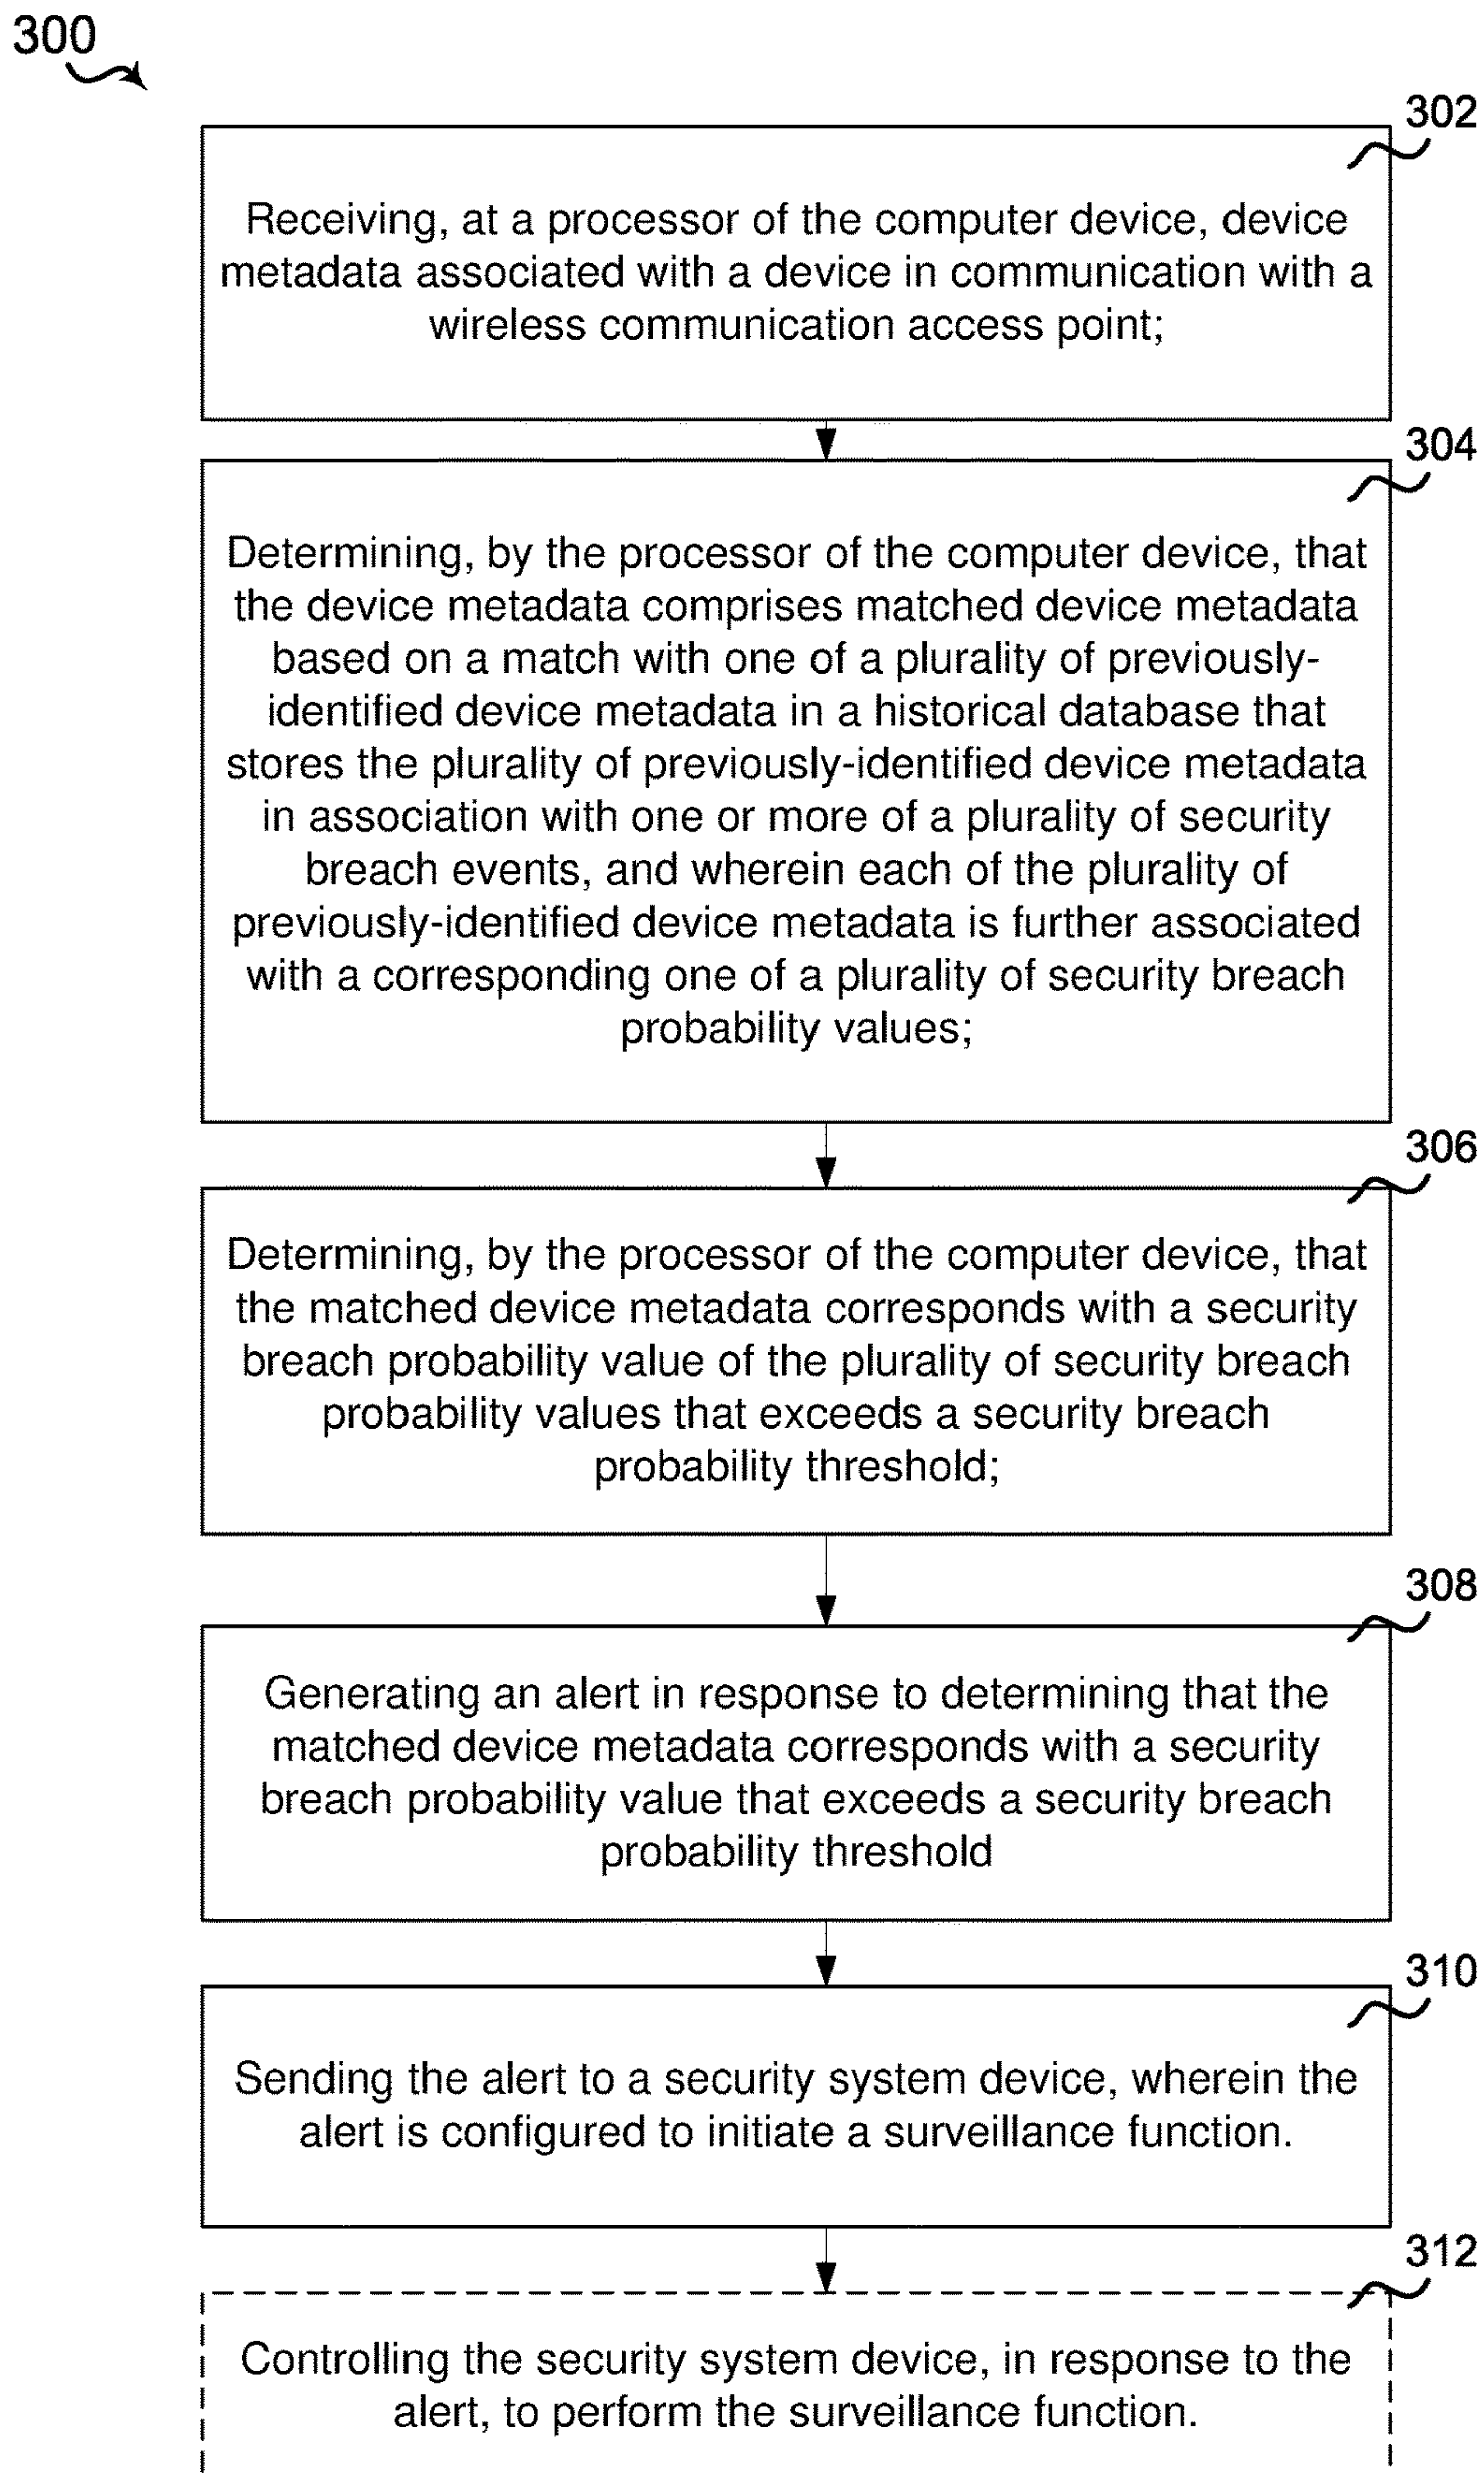 300
302
Receiving, at a processor of the computer device, device
metadata associated with a device in communication with a
wireless communication access point;
304
Determining, by the processor of the computer device, that
the device metadata comprises matched device metadata
based on a match with one of a plurality of previously-
identified device metadata in a historical database that
stores the plurality of previously-identified device metadata
in association with one or more of a plurality of security
breach events, and wherein each of the plurality of
previously-identified device metadata is further associated
with a corresponding one of a plurality of security breach
probability values;
306
Determining, by the processor of the computer device, that
the matched device metadata corresponds with a security
breach probability value of the plurality of security breach
probability values that exceeds a security breach
probability threshold;
308
Generating an alert in response to determining that the
matched device metadata corresponds with a security
breach probability value that exceeds a security breach
probability threshold
310
Sending the alert to a security system device, wherein the
alert is configured to initiate a surveillance function.
312
Controlling the security system device, in response to the
alert, to perform the surveillance function.